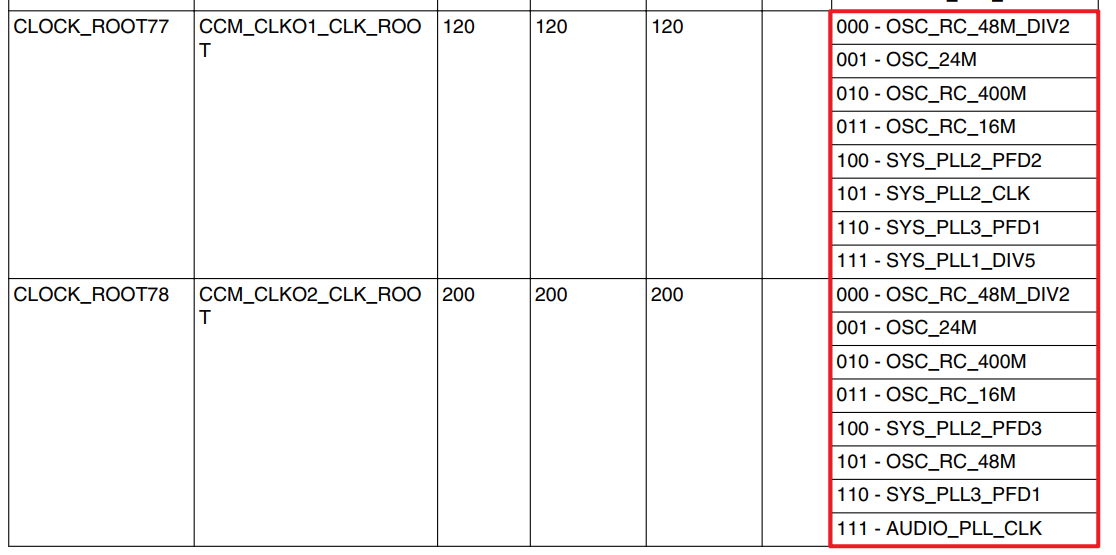 CLOCK_ROOT77 CCM_CLKO1_CLK_ROO 120 120 120 000 - OSC_RC_48M_DIV2
T
001 - OSC_24M
010 - OSC_RC_400M
011 - OSC_RC_16M
100 - SYS_PLL2_PFD2
101 - SYS_PLL2_CLK
110 - SYS_PLL3_PFD1
111 - SYS_PLL1_DIV5
CLOCK_ROOT78 CCM_CLKO2_CLK_ROO 200 200 200 000 - OSC_RC_48M_DIV2
T
001 - OSC_24M
010 - OSC_RC_400M
011 - OSC_RC_16M
100 - SYS_PLL2_PFD3
101 - OSC_RC_48M
110 - SYS_PLL3_PFD1
111 - AUDIO_PLL_CLK